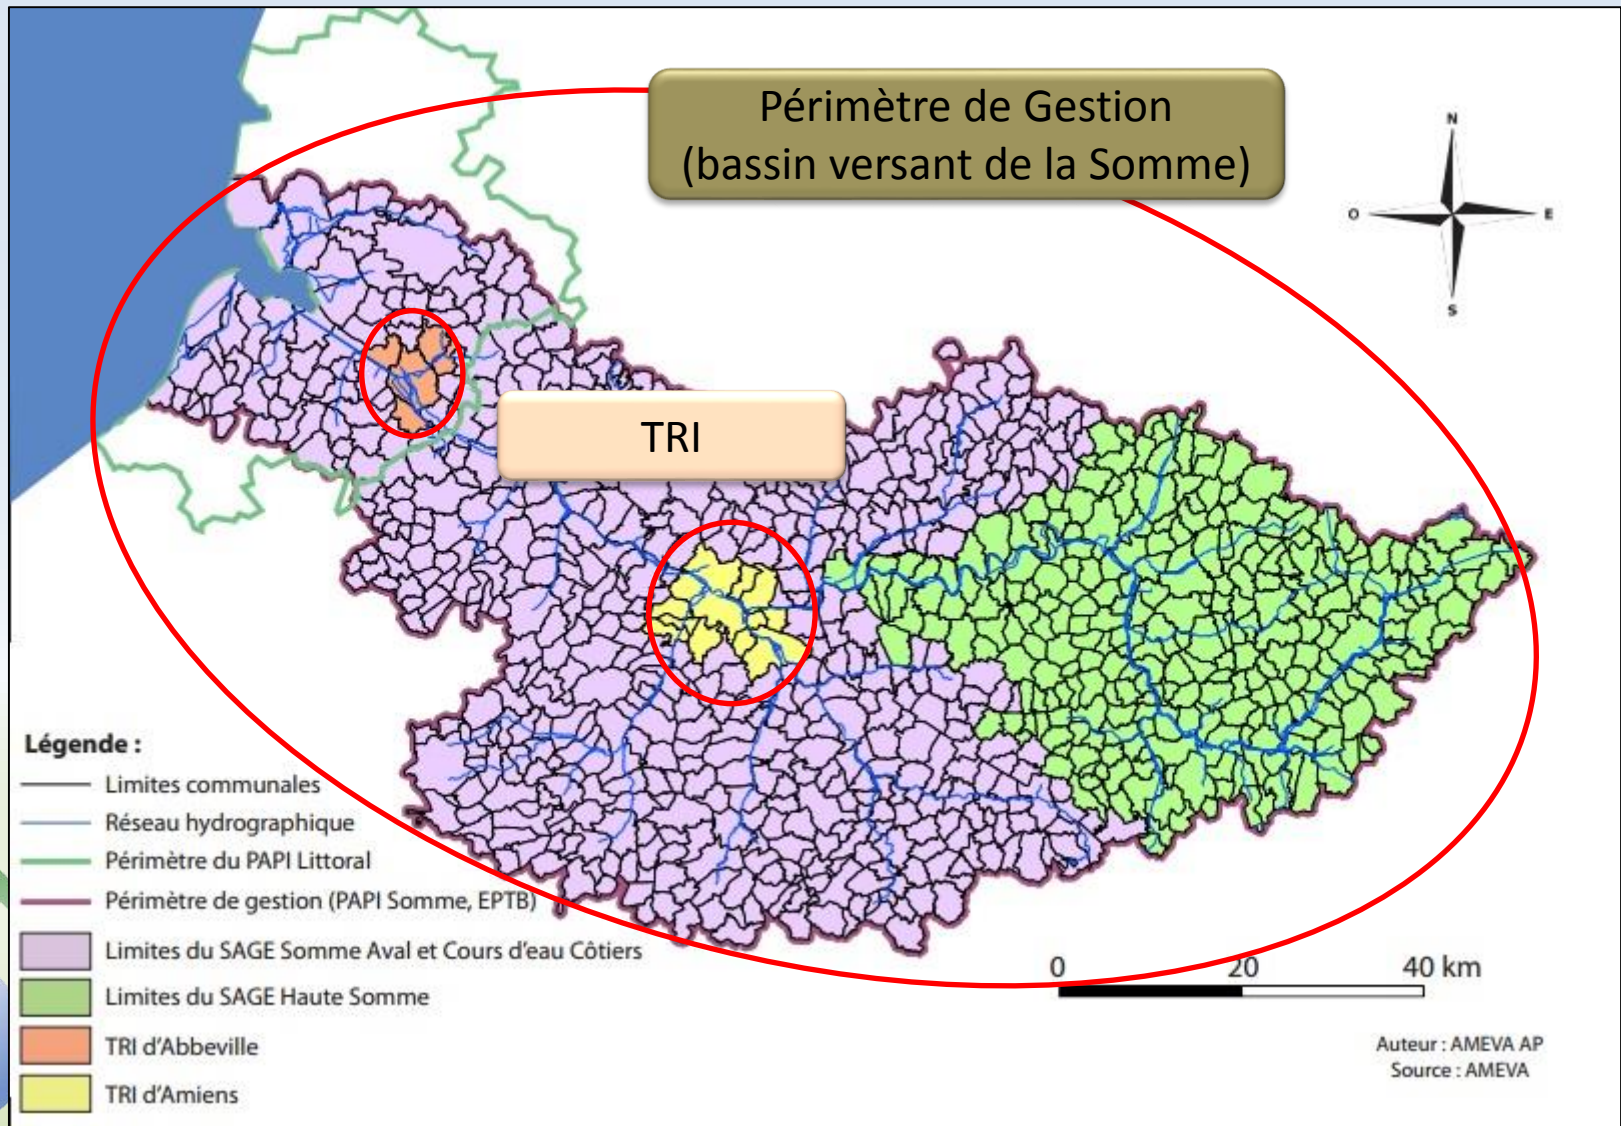 Périmètre de Gestion
(bassin versant de la Somme)
N
O
E
S
TRI
Légende :
Limites communales
Réseau hydrographique
Périmètre du PAPI Littoral
Périmètre de gestion (PAPI Somme, EPTB)
Limites du SAGE Somme Aval et Cours d'eau Côtiers
Limites du SAGE Haute Somme
TRI d'Abbeville
TRI d'Amiens
0 20 40 km
Auteur : AMEVA AP
Source : AMEVA